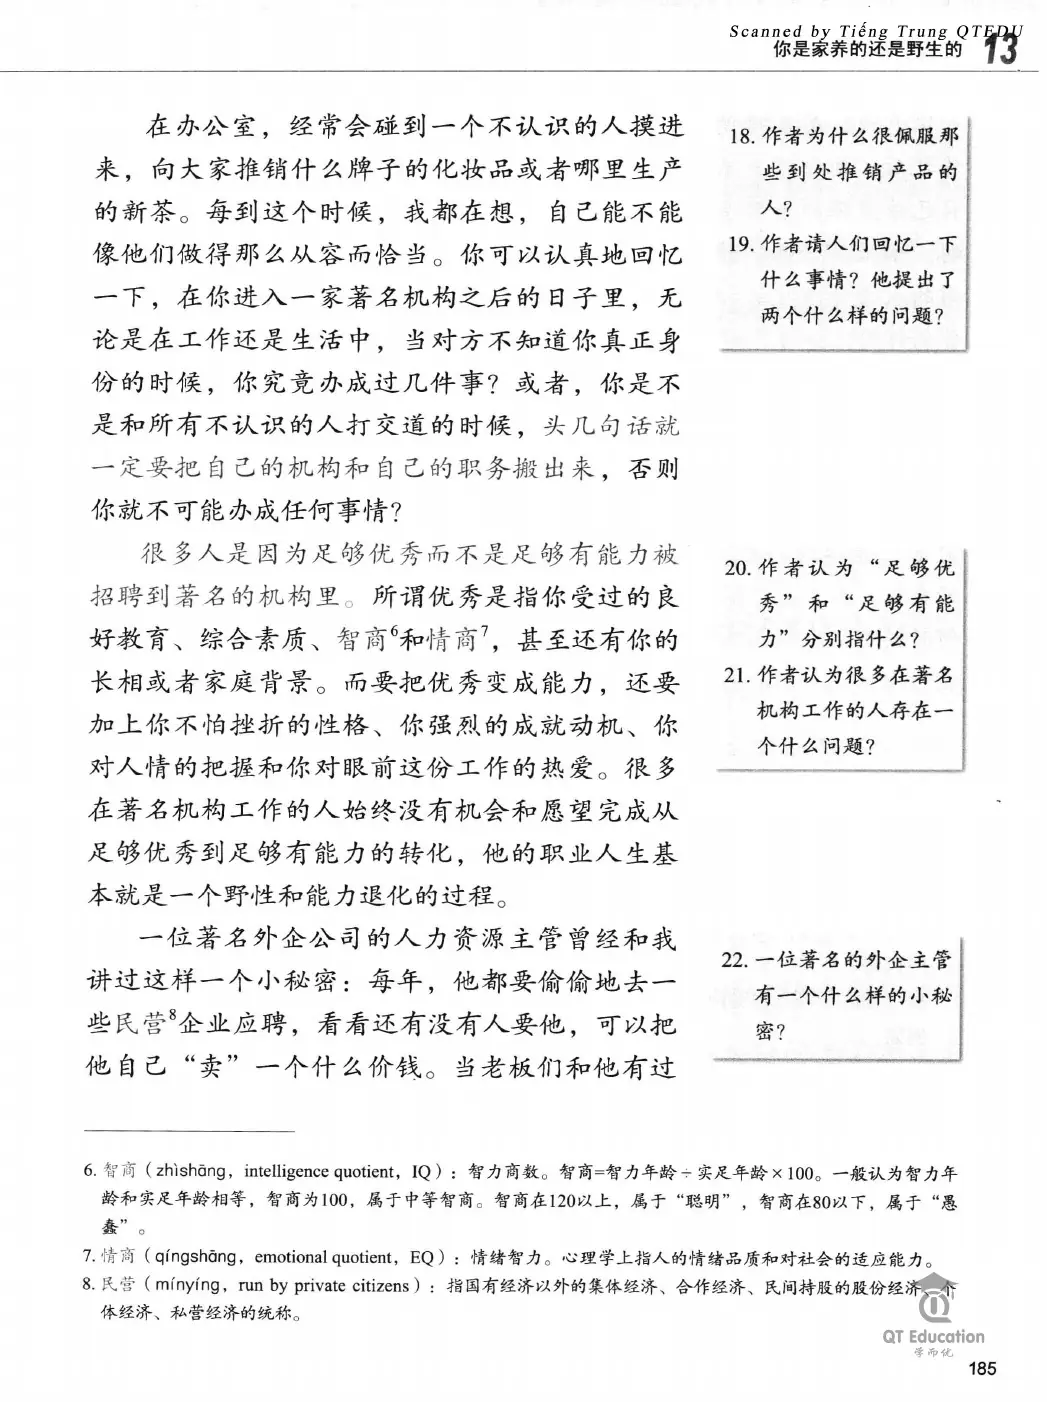 Scanned by Tiếng Trung QTEDU
你是家养的还是野生的 13
在办公室，经常会碰到一个不认识的人摸进
来，向大家推销什么牌子的化妆品或者哪里生产
的新茶。每到这个时候，我都在想，自己能不能
像他们做得那么从容而恰当。你可以认真地回忆
一下，在你进入一家著名机构之后的日子里，无
论是在工作还是生活中，当对方不知道你真正身
份的时候，你究竟办成过几件事？或者，你是不
是和所有不认识的人打交道的时候，头几句话就
一定要把自己的机构和自己的职务搬出来，否则
你就不可能办成任何事情？
很多人是因为足够优秀而不是足够有能力被
招聘到著名的机构里。所谓优秀是指你受过的良
好教育、综合素质、智商6和情商7，甚至还有你的
长相或者家庭背景。而要把优秀变成能力，还要
加上你不怕挫折的性格、你强烈的成就动机、你
对人情的把握和你对眼前这份工作的热爱。很多
在著名机构工作的人始终没有机会和愿望完成从
足够优秀到足够有能力的转化，他的职业人生基
本就是一个野性和能力退化的过程。
一位著名外企公司的人力资源主管曾经和我
讲过这样一个小秘密：每年，他都要偷偷地去一
些民营8企业应聘，看看还有没有人要他，可以把
他自己“卖”一个什么价钱。当老板们和他有过
18. 作者为什么很佩服那
些到处推销产品的
人？
19. 作者请人们回忆一下
什么事情？他提出了
两个什么样的问题？
20. 作者认为“足够优
秀”和“足够有能
力”分别指什么？
21. 作者认为很多在著名
机构工作的人存在一
个什么问题？
22. 一位著名的外企主管
有一个什么样的小秘
密？
6. 智商（zhìshāng，intelligence quotient，IQ）：智力商数。智商=智力年龄÷实足年龄×100。一般认为智力年
龄和实足年龄相等，智商为100，属于中等智商。智商在120以上，属于“聪明”，智商在80以下，属于“愚
蠢”。
7. 情商（qíngshāng，emotional quotient，EQ）：情绪智力。心理学上指人的情绪品质和对社会的适应能力。
8. 民营（mínyíng，run by private citizens）：指国有经济以外的集体经济、合作经济、民间持股的股份经济、个
体经济、私营经济的统称。
QT Education
学而优
185